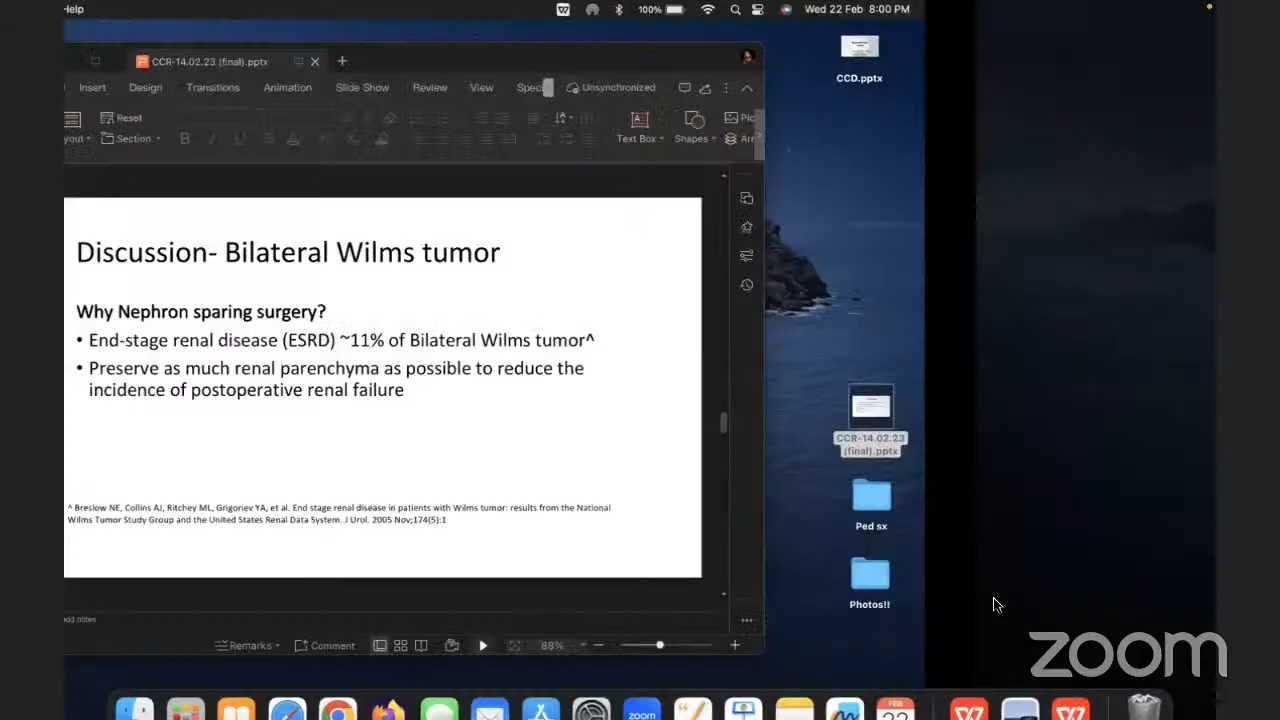 Help
100%
Wed 22 Feb 8:00 PM
CCR-14.02.23 (final).pptx
Insert Design Transitions Animation Slide Show Review View Spec
Unsynchronized
Reset
Section
B I U S A
Text Box
Shapes
Discussion- Bilateral Wilms tumor
Why Nephron sparing surgery?
• End-stage renal disease (ESRD) ~11% of Bilateral Wilms tumor^
• Preserve as much renal parenchyma as possible to reduce the
incidence of postoperative renal failure
^ Breslow NE, Collins AJ, Ritchey ML, Grigoriev YA, et al. End stage renal disease in patients with Wilms tumor: results from the National
Wilms Tumor Study Group and the United States Renal Data System. J Urol. 2005 Nov;174(5):1
add notes
Remarks
Comment
88%
CCD.pptx
CCR-14.02.23
(final).pptx
Ped sx
Photos!!
zoom
zoom
FEB